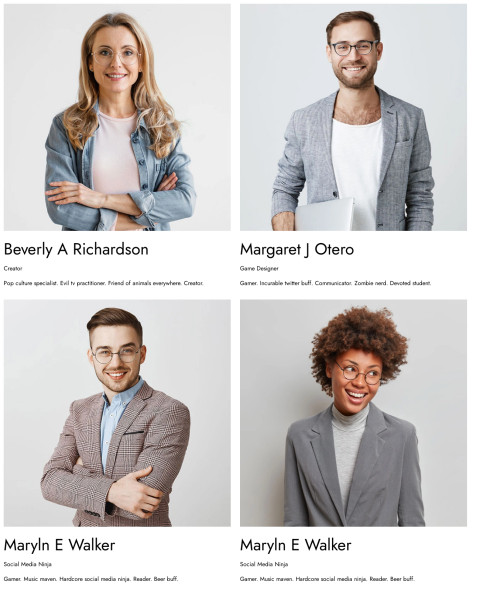 Beverly A Richardson
Creator
Pop culture specialist. Evil tv practitioner. Friend of animals everywhere. Creator.
Margaret J Otero
Game Designer
Gamer. Incurable twitter buff. Communicator. Zombie nerd. Devoted student.
Maryln E Walker
Social Media Ninja
Gamer. Music maven. Hardcore social media ninja. Reader. Beer buff.
Maryln E Walker
Social Media Ninja
Gamer. Music maven. Hardcore social media ninja. Reader. Beer buff.